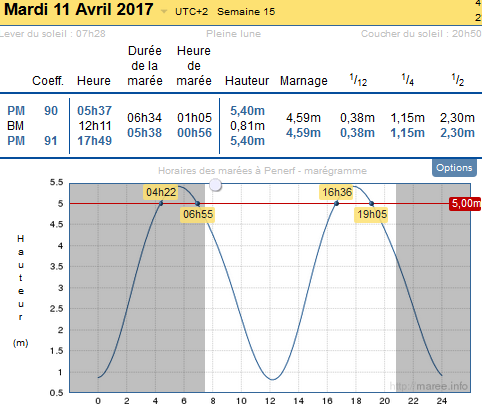 Mardi 11 Avril 2017 UTC+2 Semaine 15 4
2
Lever du soleil : 07h28 Pleine lune Coucher du soleil : 20h50
Coeff. Heure Durée de la marée Heure de marée Hauteur Marnage 1/12 1/4 1/2
PM 90 05h37 5,40m
06h34 01h05 4,59m 0,38m 1,15m 2,30m
BM 12h11 0,81m
05h38 00h56 4,59m 0,38m 1,15m 2,30m
PM 91 17h49 5,40m
Options
Horaires des marées à Penerf - marégramme
5.5
04h22 16h36
5 5,00m
06h55 19h05
4.5
4
3.5
3
2.5
2
1.5
1
0.5
Hauteur
(m)
http://maree.info
0 2 4 6 8 10 12 14 16 18 20 22 24